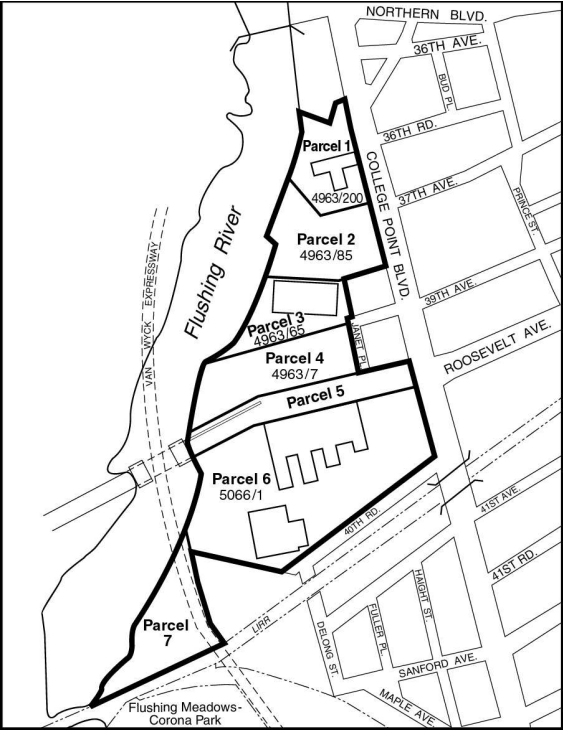 NORTHERN BLVD.
36TH AVE.
BUD PL.
36TH RD.
Parcel 1
4963/200
COLLEGE POINT BLVD.
37TH AVE.
PRINCE ST.
Flushing River
Parcel 2
4963/85
VAN WYCK EXPRESSWAY
39TH AVE.
Parcel 3
4963/65
JANET PL.
ROOSEVELT AVE.
Parcel 4
4963/7
Parcel 5
Parcel 6
5066/1
40TH RD.
41ST AVE.
41ST RD.
HAIGHT ST.
FULLER PL.
DELONG ST.
LIRR
Parcel
7
SANFORD AVE.
MAPLE AVE.
Flushing Meadows-
Corona Park